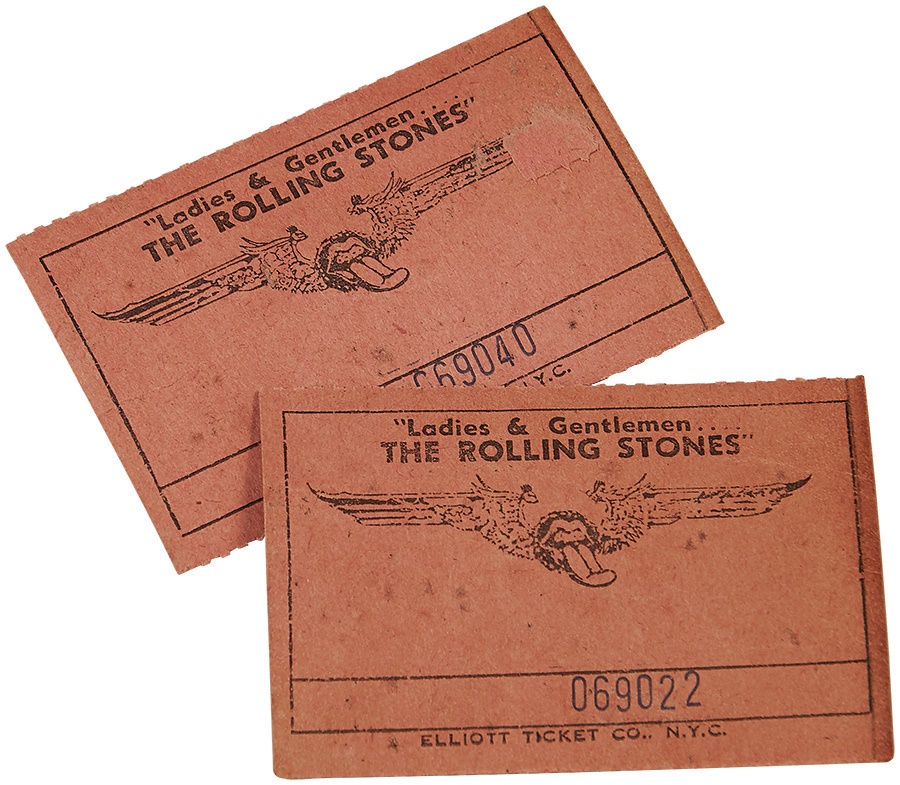 "Ladies & Gentlemen....
THE ROLLING STONES"
069040
N.Y.C.
"Ladies & Gentlemen....
THE ROLLING STONES"
069022
ELLIOTT TICKET CO., N.Y.C.